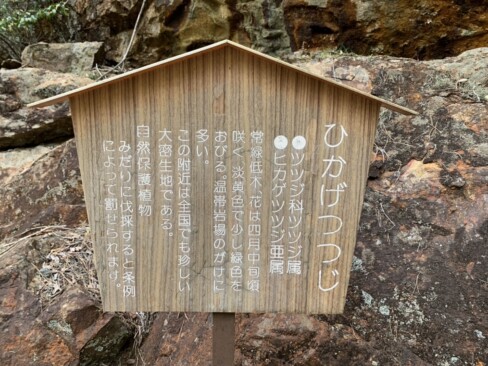 ひかげつつじ
●ツツジ科ツツジ属
●ヒカゲツツジ亜属
常緑低木、花は四月中旬頃
咲く、淡黄色で少し緑色を
おびる。温帯岩場のがけに
多い。
この附近は全国でも珍しい
大密生地である。
自然保護植物
みだりに伐採すると条例
によって罰せられます。